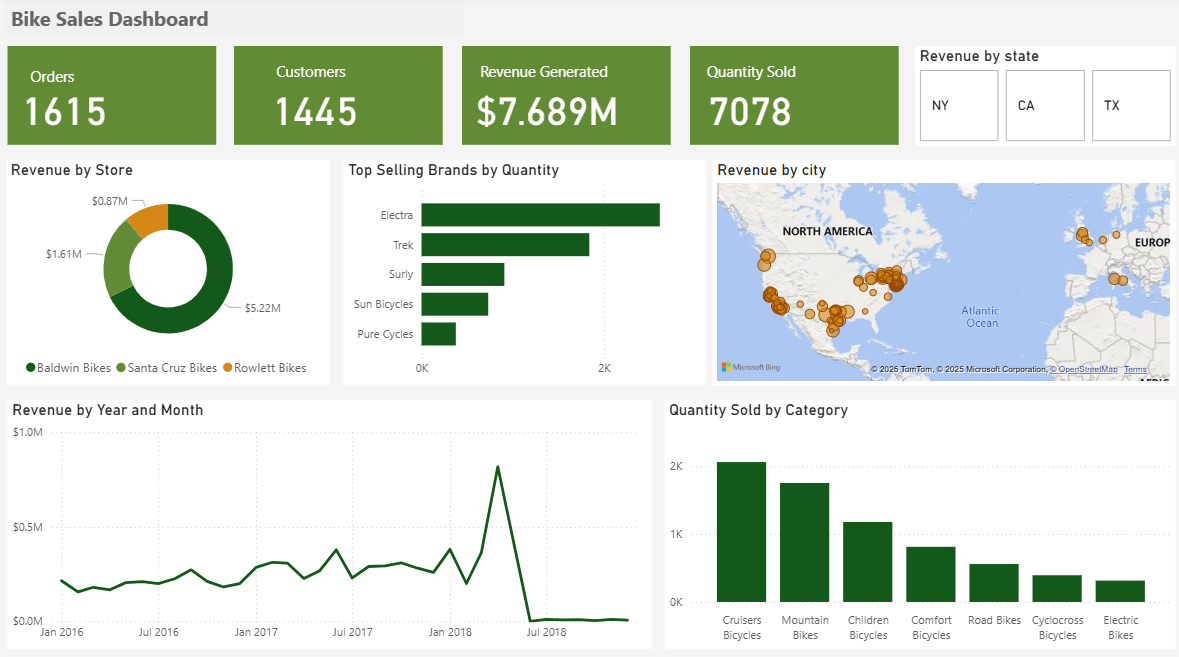 Bike Sales Dashboard
Orders
1615
Customers
1445
Revenue Generated
$7.689M
Quantity Sold
7078
Revenue by state
NY
CA
TX
Revenue by Store
$0.87M
$1.61M
$5.22M
Baldwin Bikes
Santa Cruz Bikes
Rowlett Bikes
Top Selling Brands by Quantity
Electra
Trek
Surly
Sun Bicycles
Pure Cycles
0K
2K
Revenue by city
NORTH AMERICA
EUROP
Atlantic
Ocean
Microsoft Bing
© 2025 TomTom, © 2025 Microsoft Corporation, © OpenStreetMap Terms
Revenue by Year and Month
$1.0M
$0.5M
$0.0M
Jan 2016
Jul 2016
Jan 2017
Jul 2017
Jan 2018
Jul 2018
Quantity Sold by Category
2K
1K
0K
Cruisers
Bicycles
Mountain
Bikes
Children
Bicycles
Comfort
Bicycles
Road Bikes
Cyclocross
Bicycles
Electric
Bikes